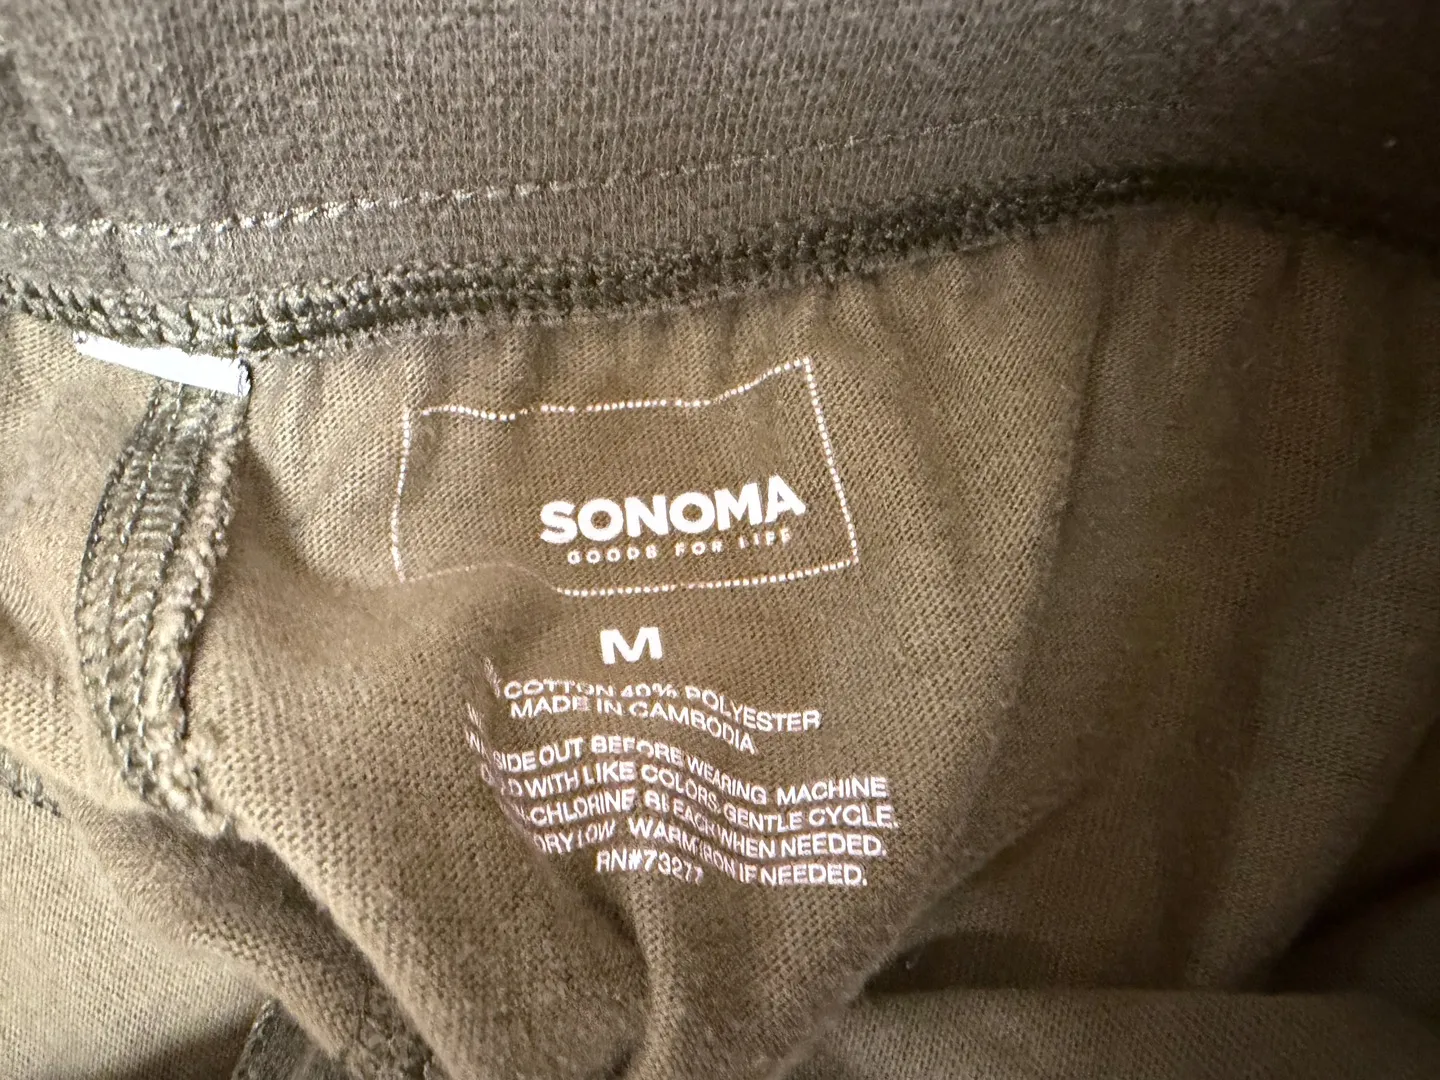 SONOMA
GOODS FOR LIFE
M
COTTON 40% POLYESTER
MADE IN CAMBODIA
SIDE OUT BEFORE WEARING MACHINE
WITH LIKE COLORS. GENTLE CYCLE.
CHLORINE BLEACH WHEN NEEDED.
DRY LOW WARM IRON IF NEEDED.
RN#73277